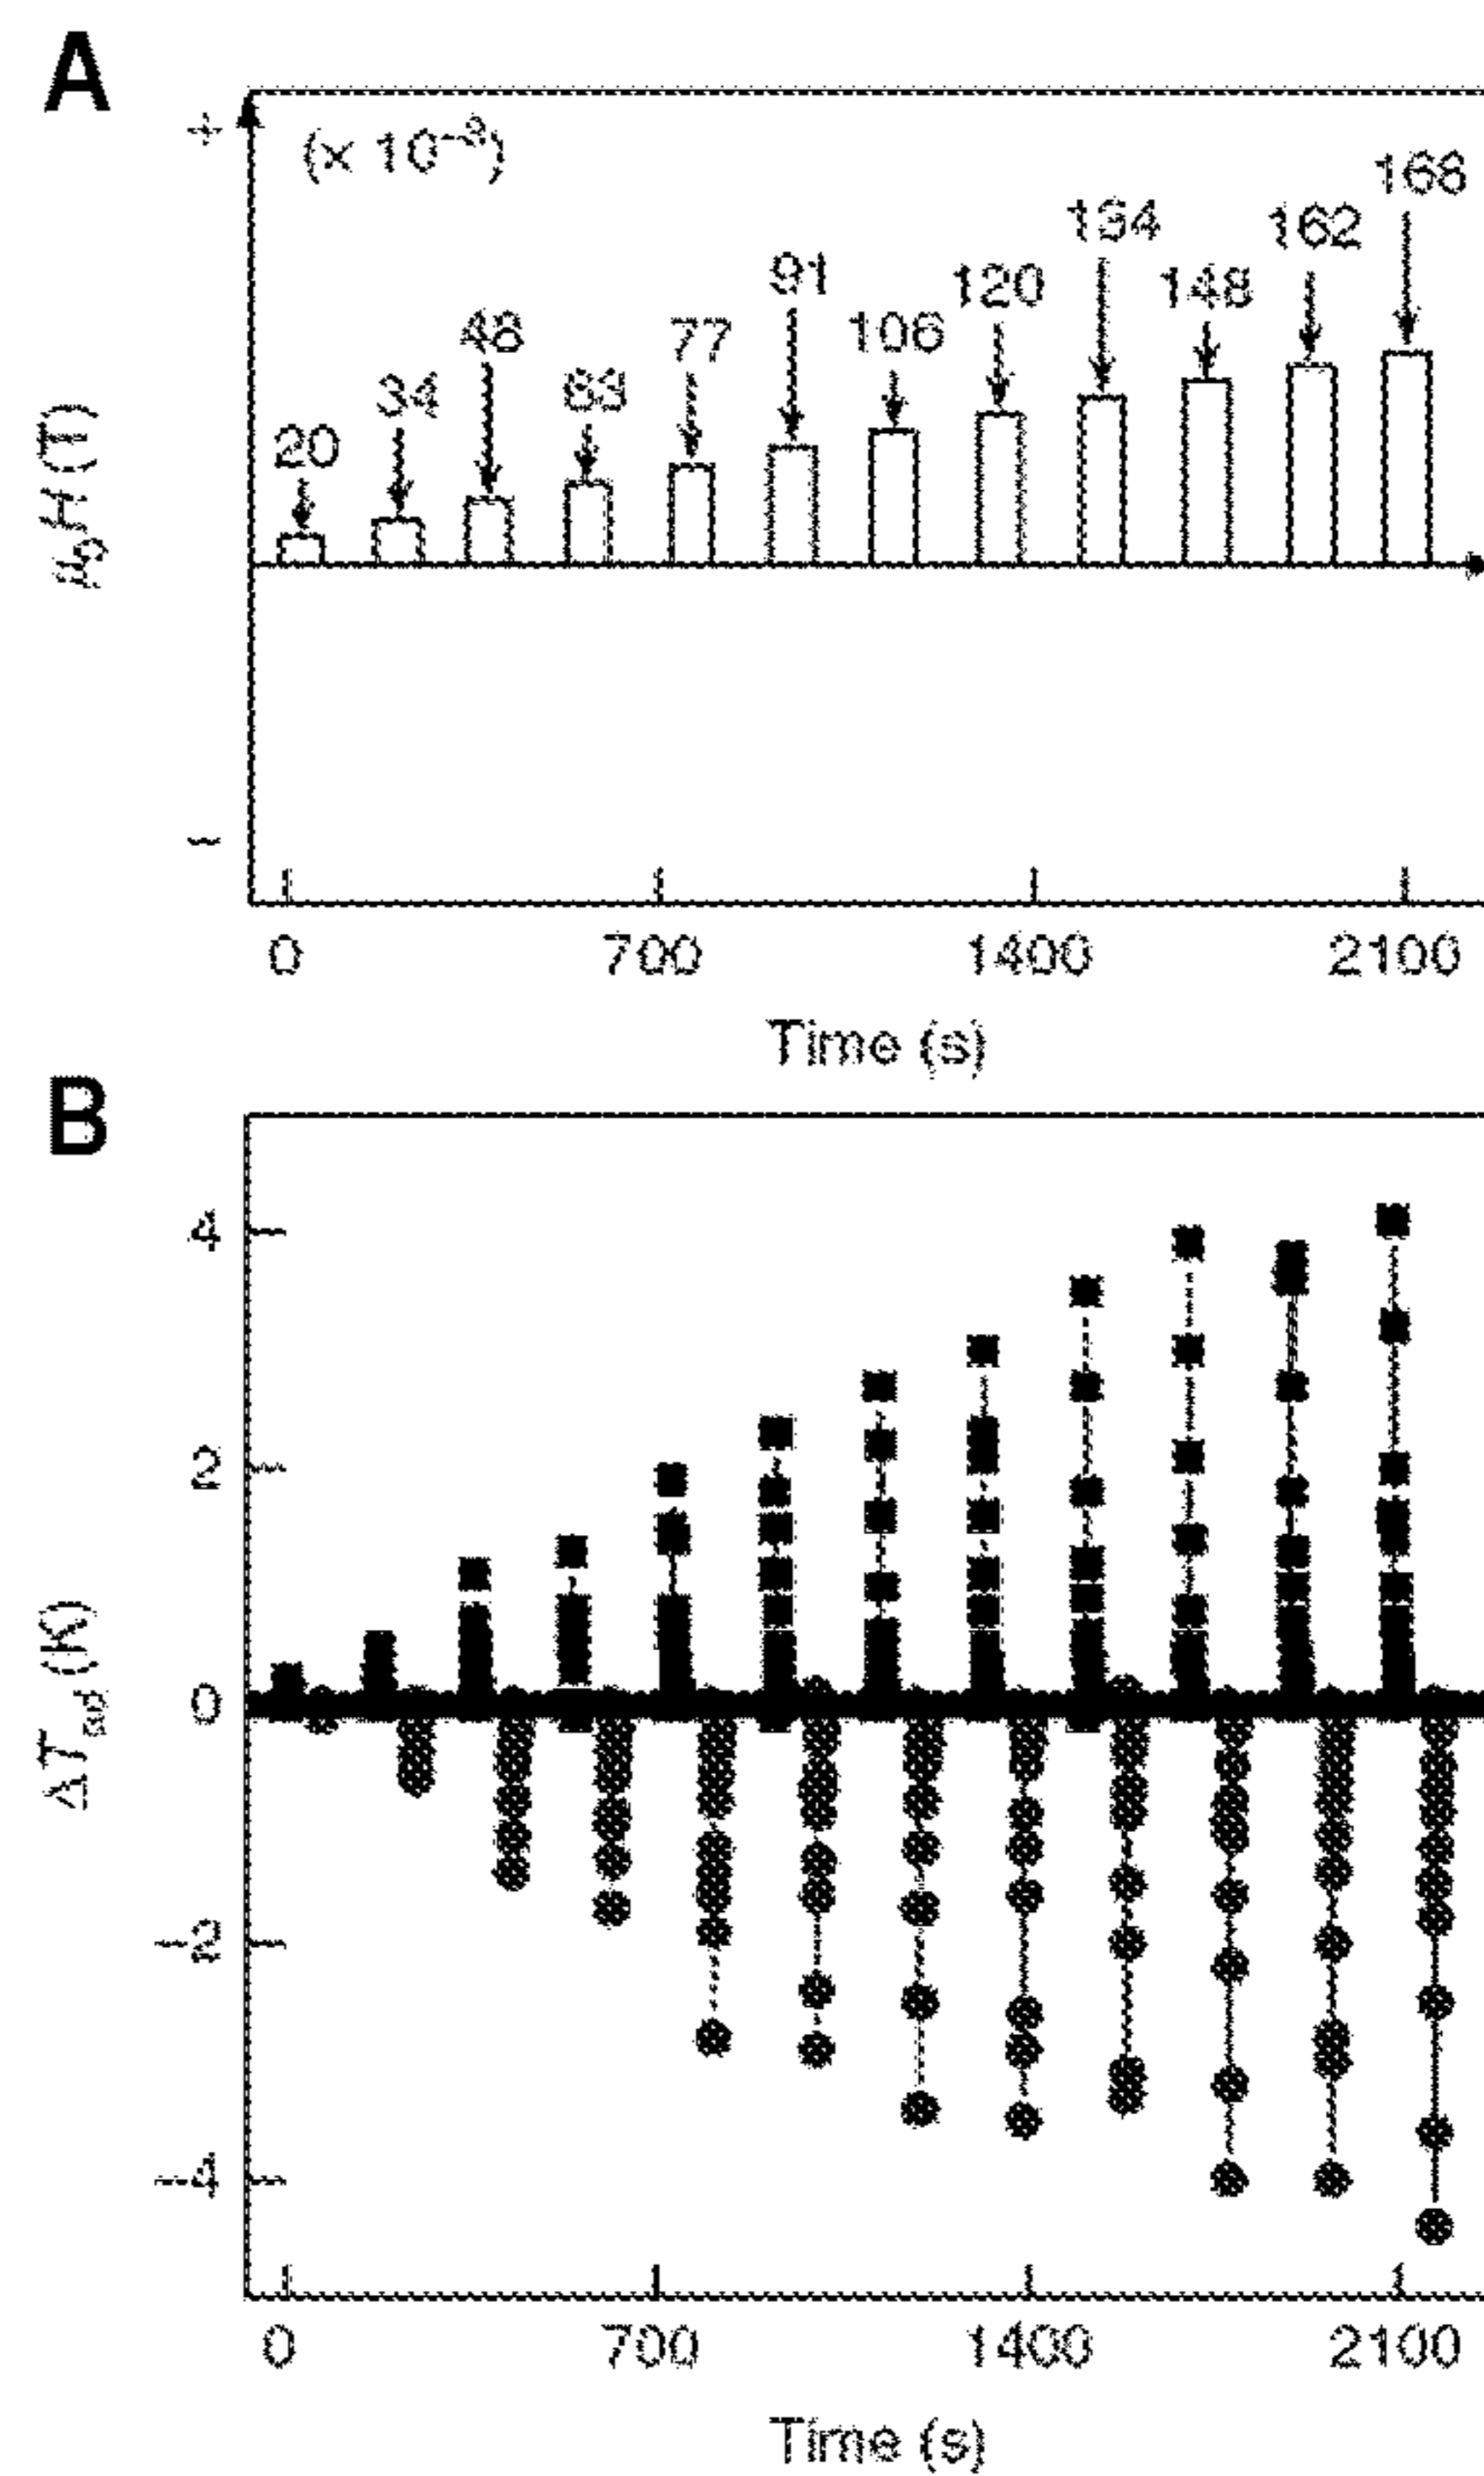 A
+
(x 10⁻³)
20
34
48
63
77
91
106
120
134
148
162
168
μ₀H (T)
−
0 700 1400 2100
Time (s)
B
4
2
0
−2
−4
ΔTad (K)
0 700 1400 2100
Time (s)